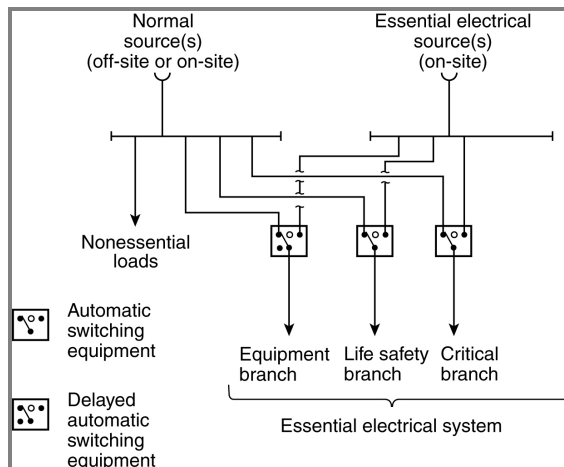 Normal
source(s)
(off-site or on-site)
Essential electrical
source(s)
(on-site)
Nonessential
loads
Automatic
switching
equipment
Equipment
branch
Life safety
branch
Critical
branch
Delayed
automatic
switching
equipment
Essential electrical system